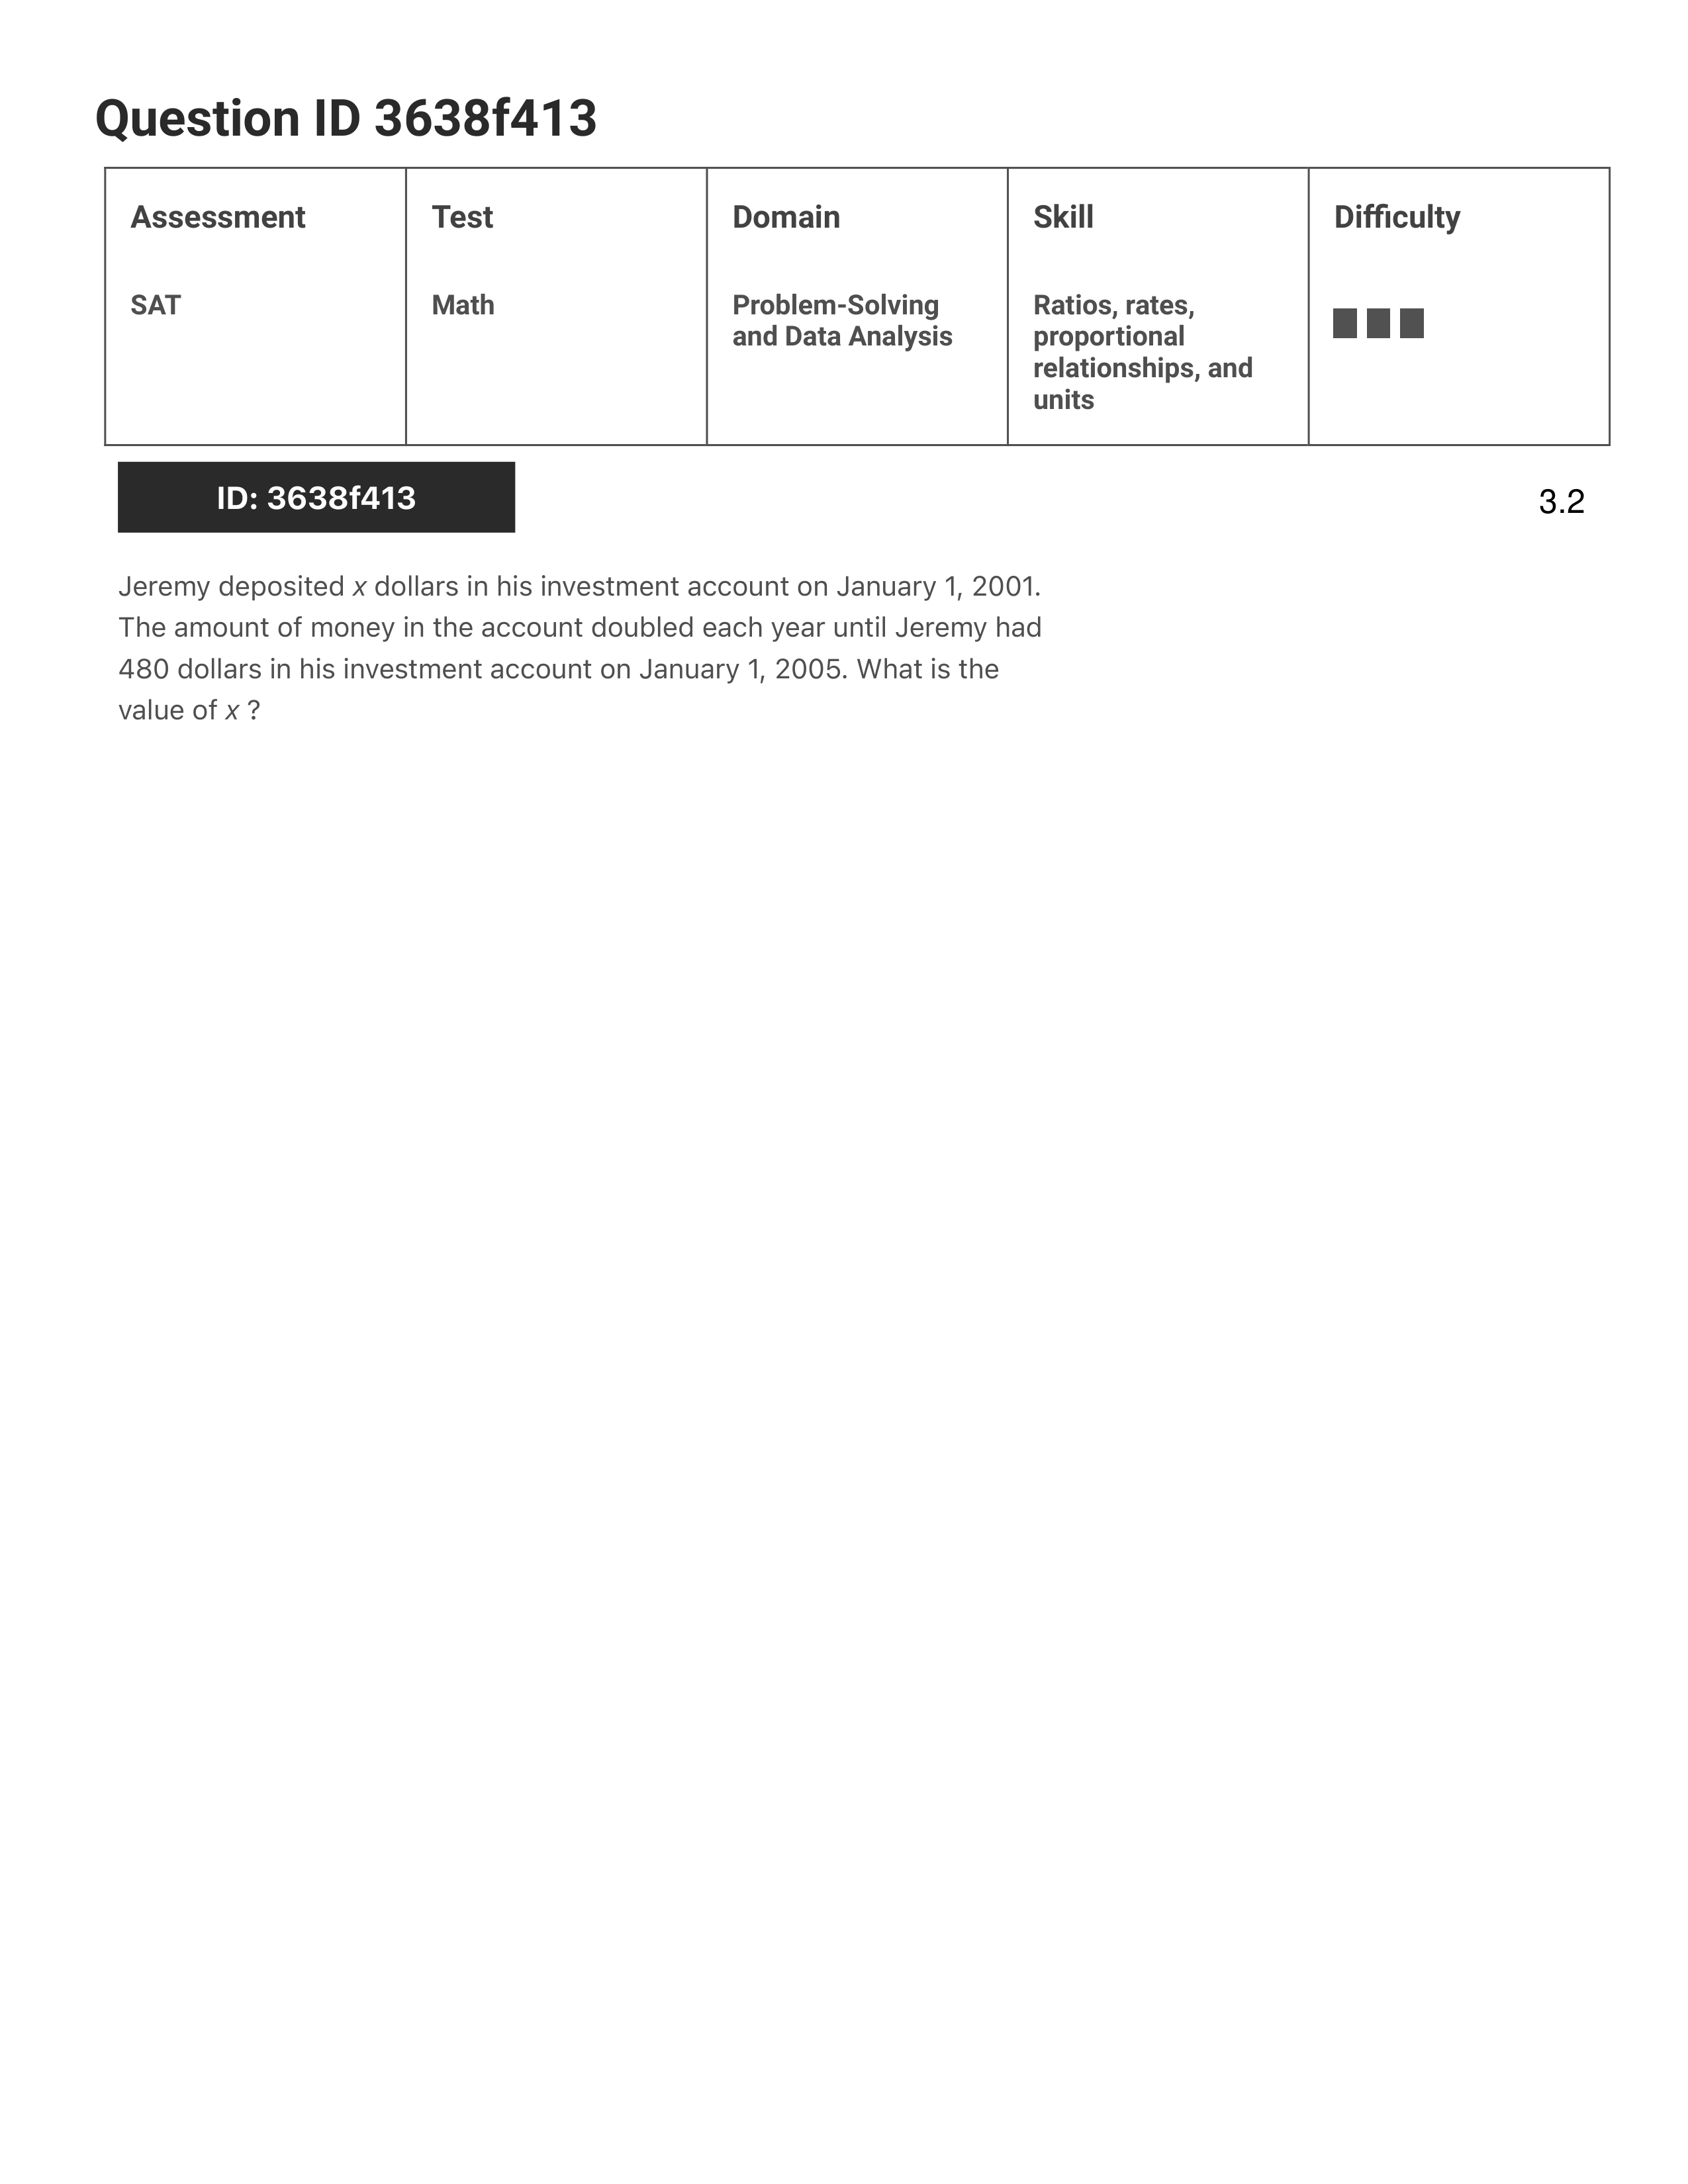 Question ID 3638f413
Assessment
Test
Domain
Skill
Difficulty
SAT
Math
Problem-Solving
and Data Analysis
Ratios, rates,
proportional
relationships, and
units
ID: 3638f413
3.2
Jeremy deposited x dollars in his investment account on January 1, 2001.
The amount of money in the account doubled each year until Jeremy had
480 dollars in his investment account on January 1, 2005. What is the
value of x ?